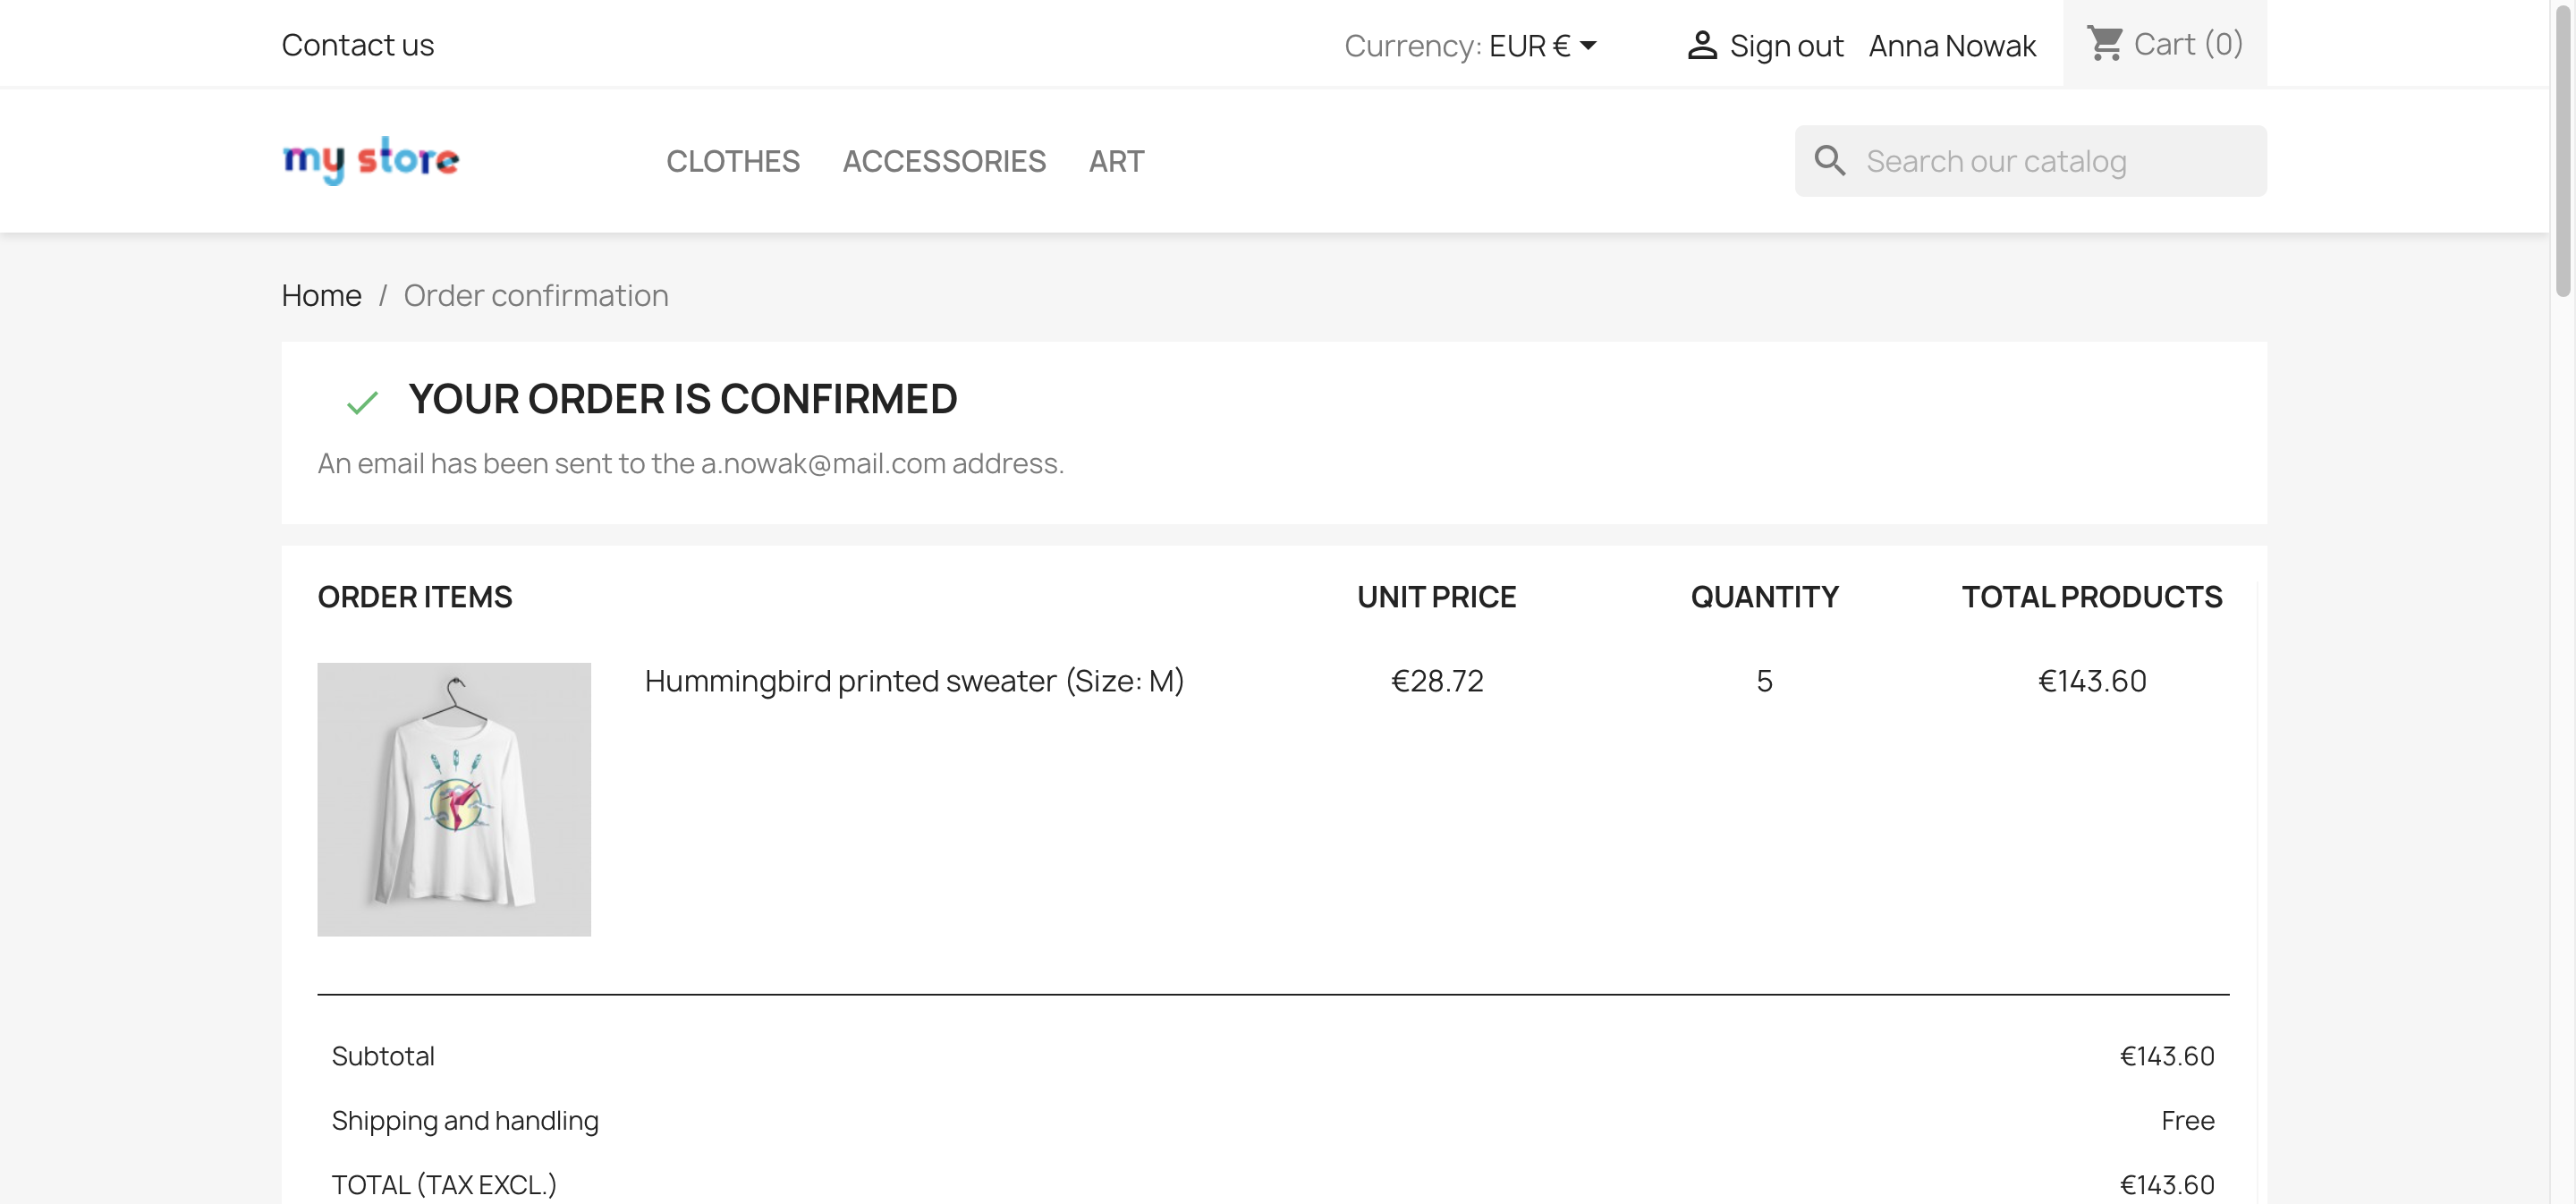 Contact us
Currency: EUR €
Sign out
Anna Nowak
Cart (0)
my store
CLOTHES
ACCESSORIES
ART
Search our catalog
Home / Order confirmation
YOUR ORDER IS CONFIRMED
An email has been sent to the a.nowak@mail.com address.
ORDER ITEMS UNIT PRICE QUANTITY TOTAL PRODUCTS
Hummingbird printed sweater (Size: M) €28.72 5 €143.60
Subtotal €143.60
Shipping and handling Free
TOTAL (TAX EXCL.) €143.60